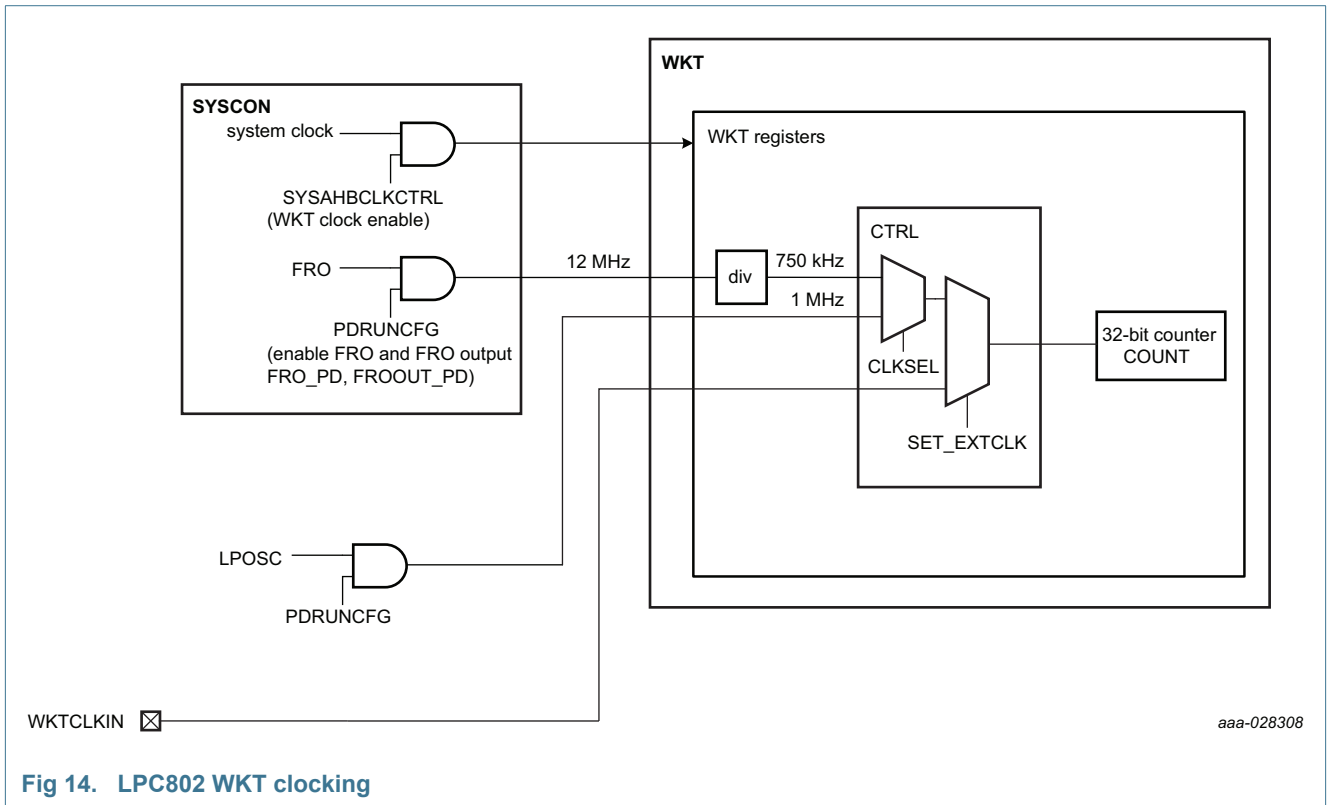 WKT
SYSCON
system clock
SYSAHBCLKCTRL
(WKT clock enable)
FRO
PDRUNCFG
(enable FRO and FRO output
FRO_PD, FROOUT_PD)
12 MHz
WKT registers
div
750 kHz
1 MHz
CTRL
CLKSEL
SET_EXTCLK
32-bit counter
COUNT
LPOSC
PDRUNCFG
WKTCLKIN
aaa-028308
Fig 14. LPC802 WKT clocking